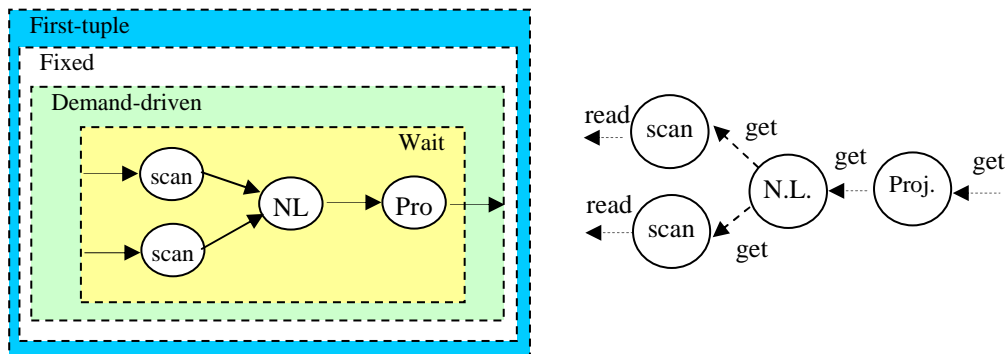 First-tuple
Fixed
Demand-driven
Wait
scan
NL
Pro
scan
read
scan
get
get
get
N.L.
Proj.
read
scan
get